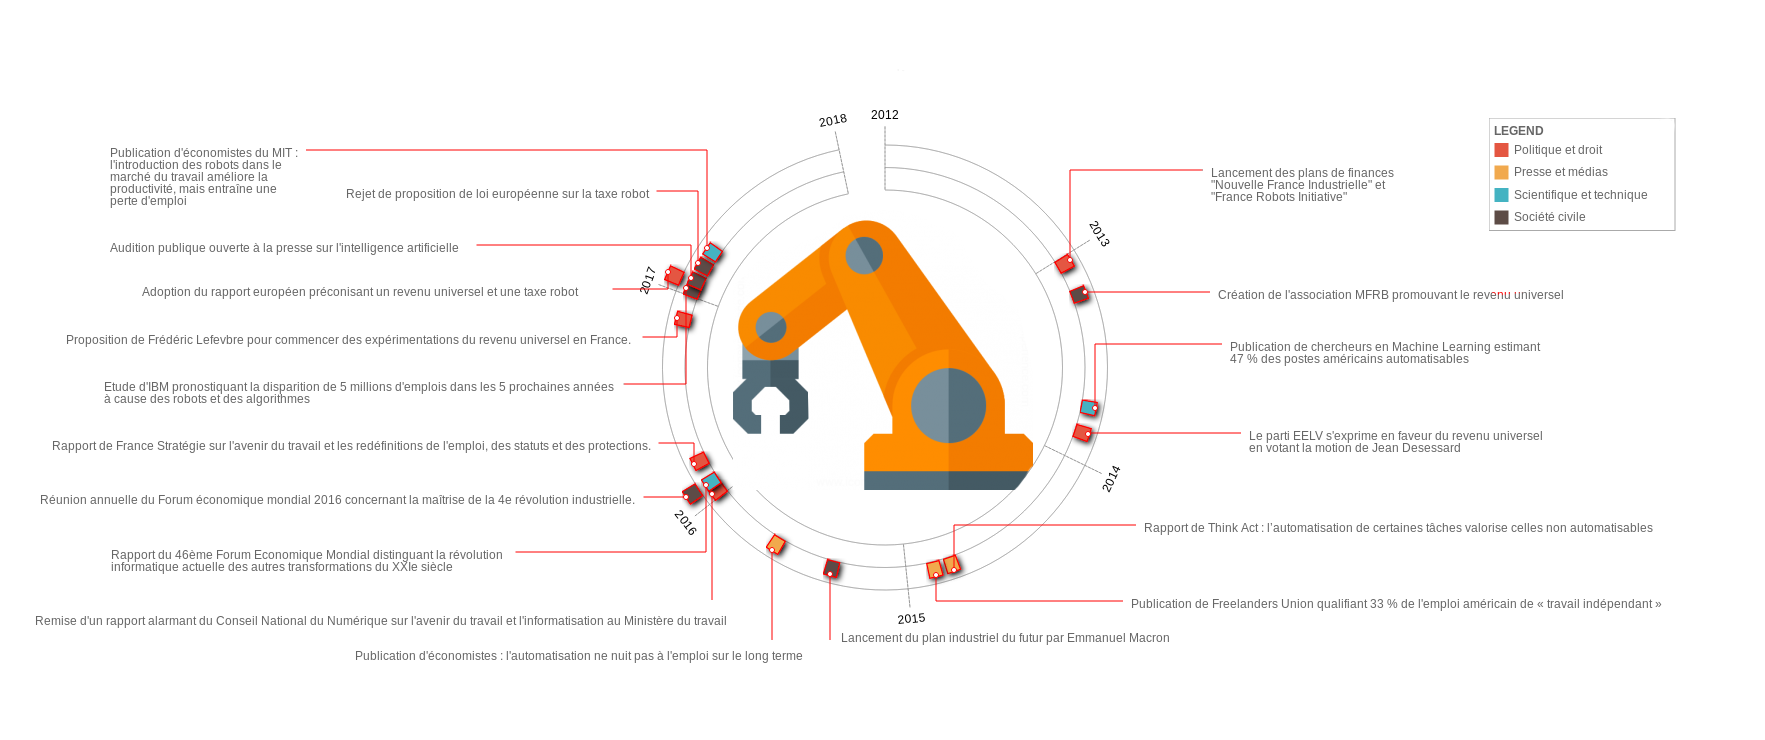 2018
2012
LEGEND
Politique et droit
Presse et médias
Scientifique et technique
Société civile
Publication d'économistes du MIT :
l'introduction des robots dans le
marché du travail améliore la
productivité, mais entraîne une
perte d'emploi
Rejet de proposition de loi européenne sur la taxe robot
Audition publique ouverte à la presse sur l'intelligence artificielle
2017
Adoption du rapport européen préconisant un revenu universel et une taxe robot
Proposition de Frédéric Lefevbre pour commencer des expérimentations du revenu universel en France.
Etude d'IBM pronostiquant la disparition de 5 millions d'emplois dans les 5 prochaines années
à cause des robots et des algorithmes
Rapport de France Stratégie sur l'avenir du travail et les redéfinitions de l'emploi, des statuts et des protections.
Réunion annuelle du Forum économique mondial 2016 concernant la maîtrise de la 4e révolution industrielle.
2016
Rapport du 46ème Forum Economique Mondial distinguant la révolution
informatique actuelle des autres transformations du XXIe siècle
Remise d'un rapport alarmant du Conseil National du Numérique sur l'avenir du travail et l'informatisation au Ministère du travail
Publication d'économistes : l'automatisation ne nuit pas à l'emploi sur le long terme
Lancement des plans de finances
"Nouvelle France Industrielle" et
"France Robots Initiative"
2013
Création de l'association MFRB promouvant le revenu universel
Publication de chercheurs en Machine Learning estimant
47 % des postes américains automatisables
Le parti EELV s'exprime en faveur du revenu universel
en votant la motion de Jean Desessard
2014
Rapport de Think Act : l'automatisation de certaines tâches valorise celles non automatisables
Publication de Freelanders Union qualifiant 33 % de l'emploi américain de « travail indépendant »
2015
Lancement du plan industriel du futur par Emmanuel Macron